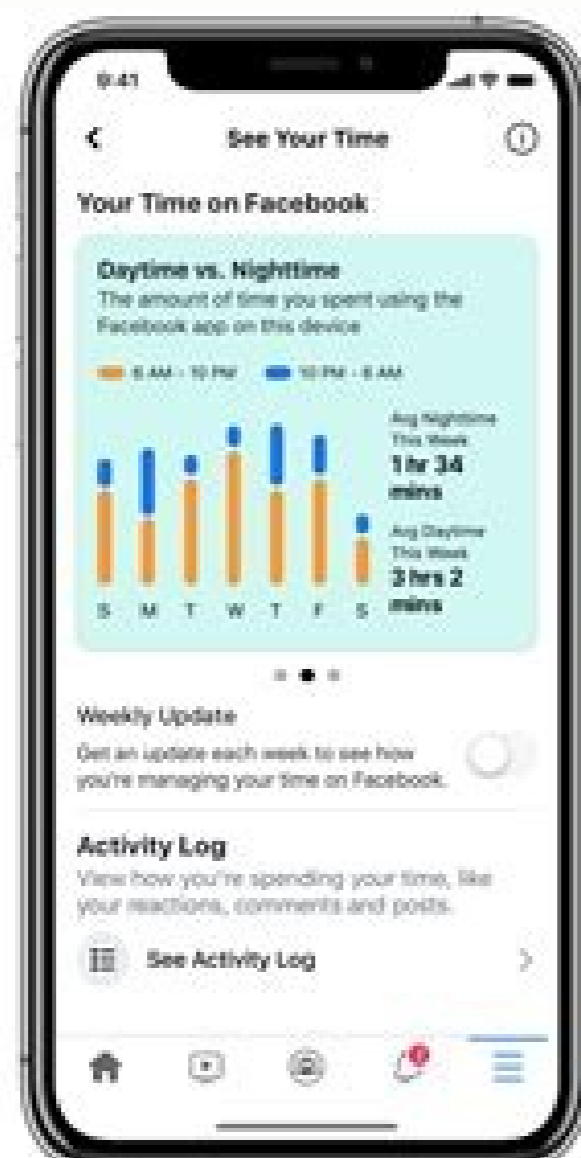 9:41
See Your Time
Your Time on Facebook
Daytime vs. Nighttime
The amount of time you spent using the
Facebook app on this device
6 AM - 10 PM 10 PM - 6 AM
Avg Nighttime
This Week
1 hr 34
mins
Avg Daytime
This Week
3 hrs 2
mins
S M T W T F S
Weekly Update
Get an update each week to see how
you're managing your time on Facebook.
Activity Log
View how you're spending your time, like
your reactions, comments and posts.
See Activity Log